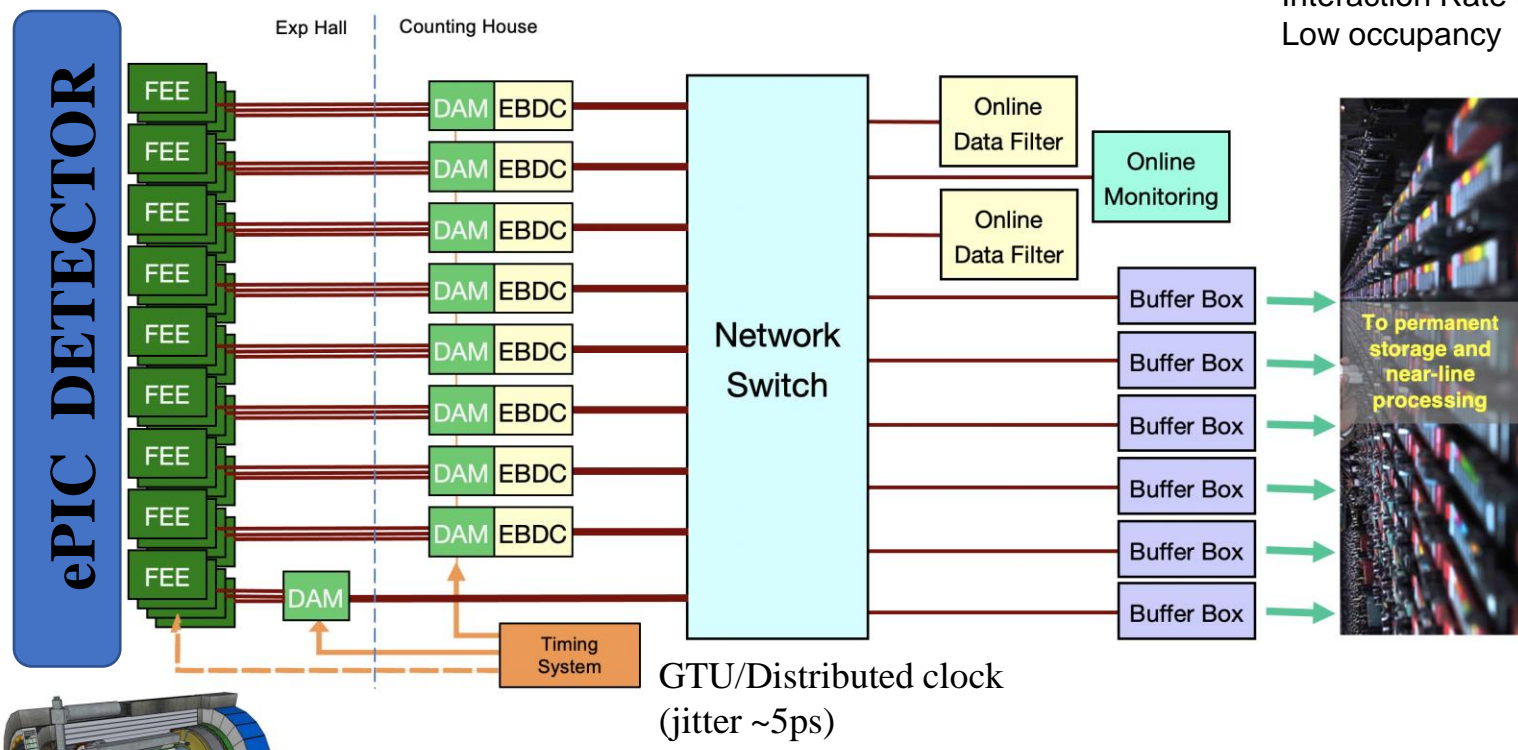 Interaction Rate
Low occupancy
Exp Hall
Counting House
ePIC DETECTOR
FEE
DAM EBDC
FEE
DAM EBDC
FEE
DAM EBDC
FEE
DAM EBDC
FEE
DAM EBDC
FEE
DAM EBDC
FEE
DAM EBDC
FEE
DAM EBDC
FEE
DAM
Timing
System
GTU/Distributed clock
(jitter ~5ps)
Network
Switch
Online
Data Filter
Online
Monitoring
Online
Data Filter
Buffer Box
Buffer Box
Buffer Box
Buffer Box
Buffer Box
Buffer Box
To permanent
storage and
near-line
processing